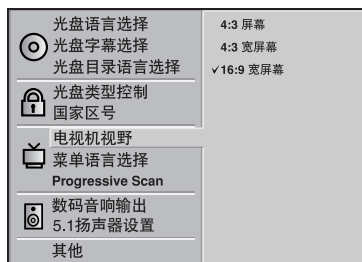 光盘语言选择
光盘字幕选择
光盘目录语言选择
光盘类型控制
国家区号
电视机视野
菜单语言选择
Progressive Scan
数码音响输出
5.1扬声器设置
其他
4:3 屏幕
4:3 宽屏幕
✓16:9 宽屏幕